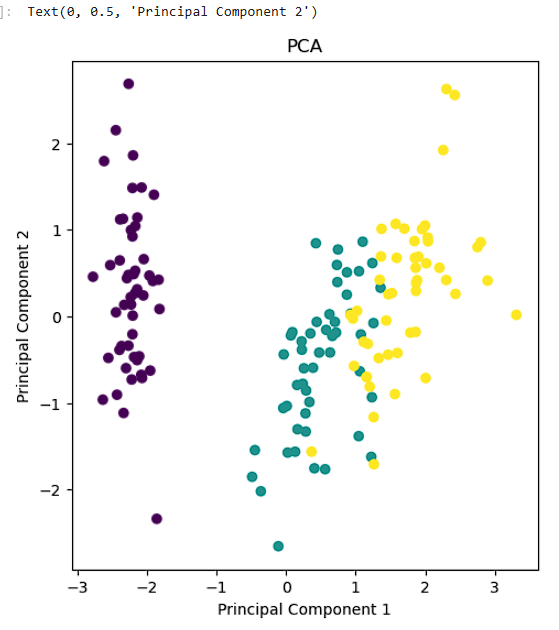 ]: Text(0, 0.5, 'Principal Component 2')
PCA
Principal Component 2
2
1
0
−1
−2
−3 −2 −1 0 1 2 3
Principal Component 1